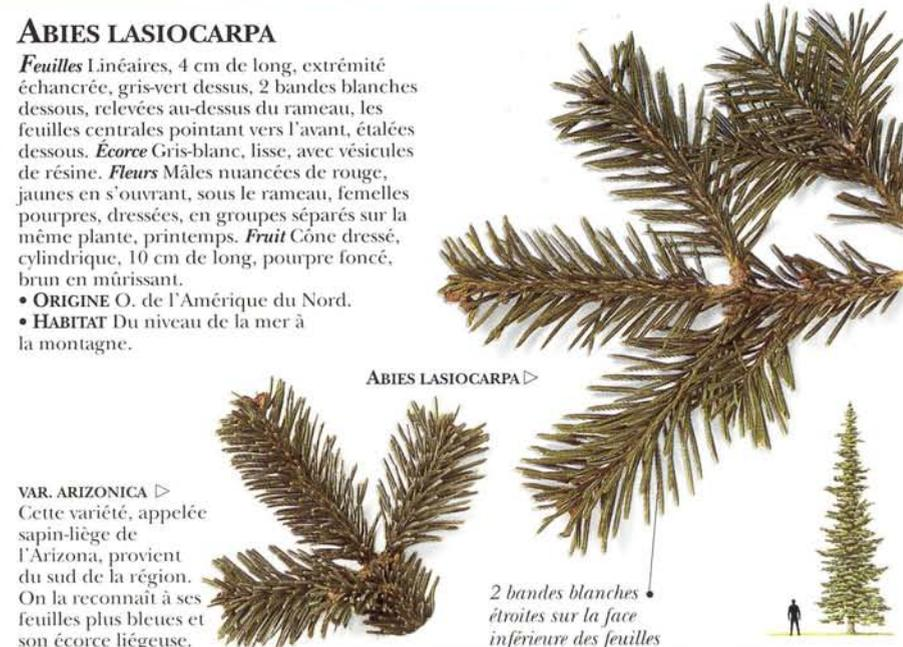 ABIES LASIOCARPA
Feuilles Linéaires, 4 cm de long, extrémité
échancrée, gris-vert dessus, 2 bandes blanches
dessous, relevées au-dessus du rameau, les
feuilles centrales pointant vers l'avant, étalées
dessous. Écorce Gris-blanc, lisse, avec vésicules
de résine. Fleurs Mâles nuancées de rouge,
jaunes en s'ouvrant, sous le rameau, femelles
pourpres, dressées, en groupes séparés sur la
même plante, printemps. Fruit Cône dressé,
cylindrique, 10 cm de long, pourpre foncé,
brun en mûrissant.
• ORIGINE O. de l'Amérique du Nord.
• HABITAT Du niveau de la mer à
la montagne.
ABIES LASIOCARPA ▷
VAR. ARIZONICA ▷
Cette variété, appelée
sapin-liège de
l'Arizona, provient
du sud de la région.
On la reconnaît à ses
feuilles plus bleues et
son écorce liégeuse.
2 bandes blanches
étroites sur la face
inférieure des feuilles